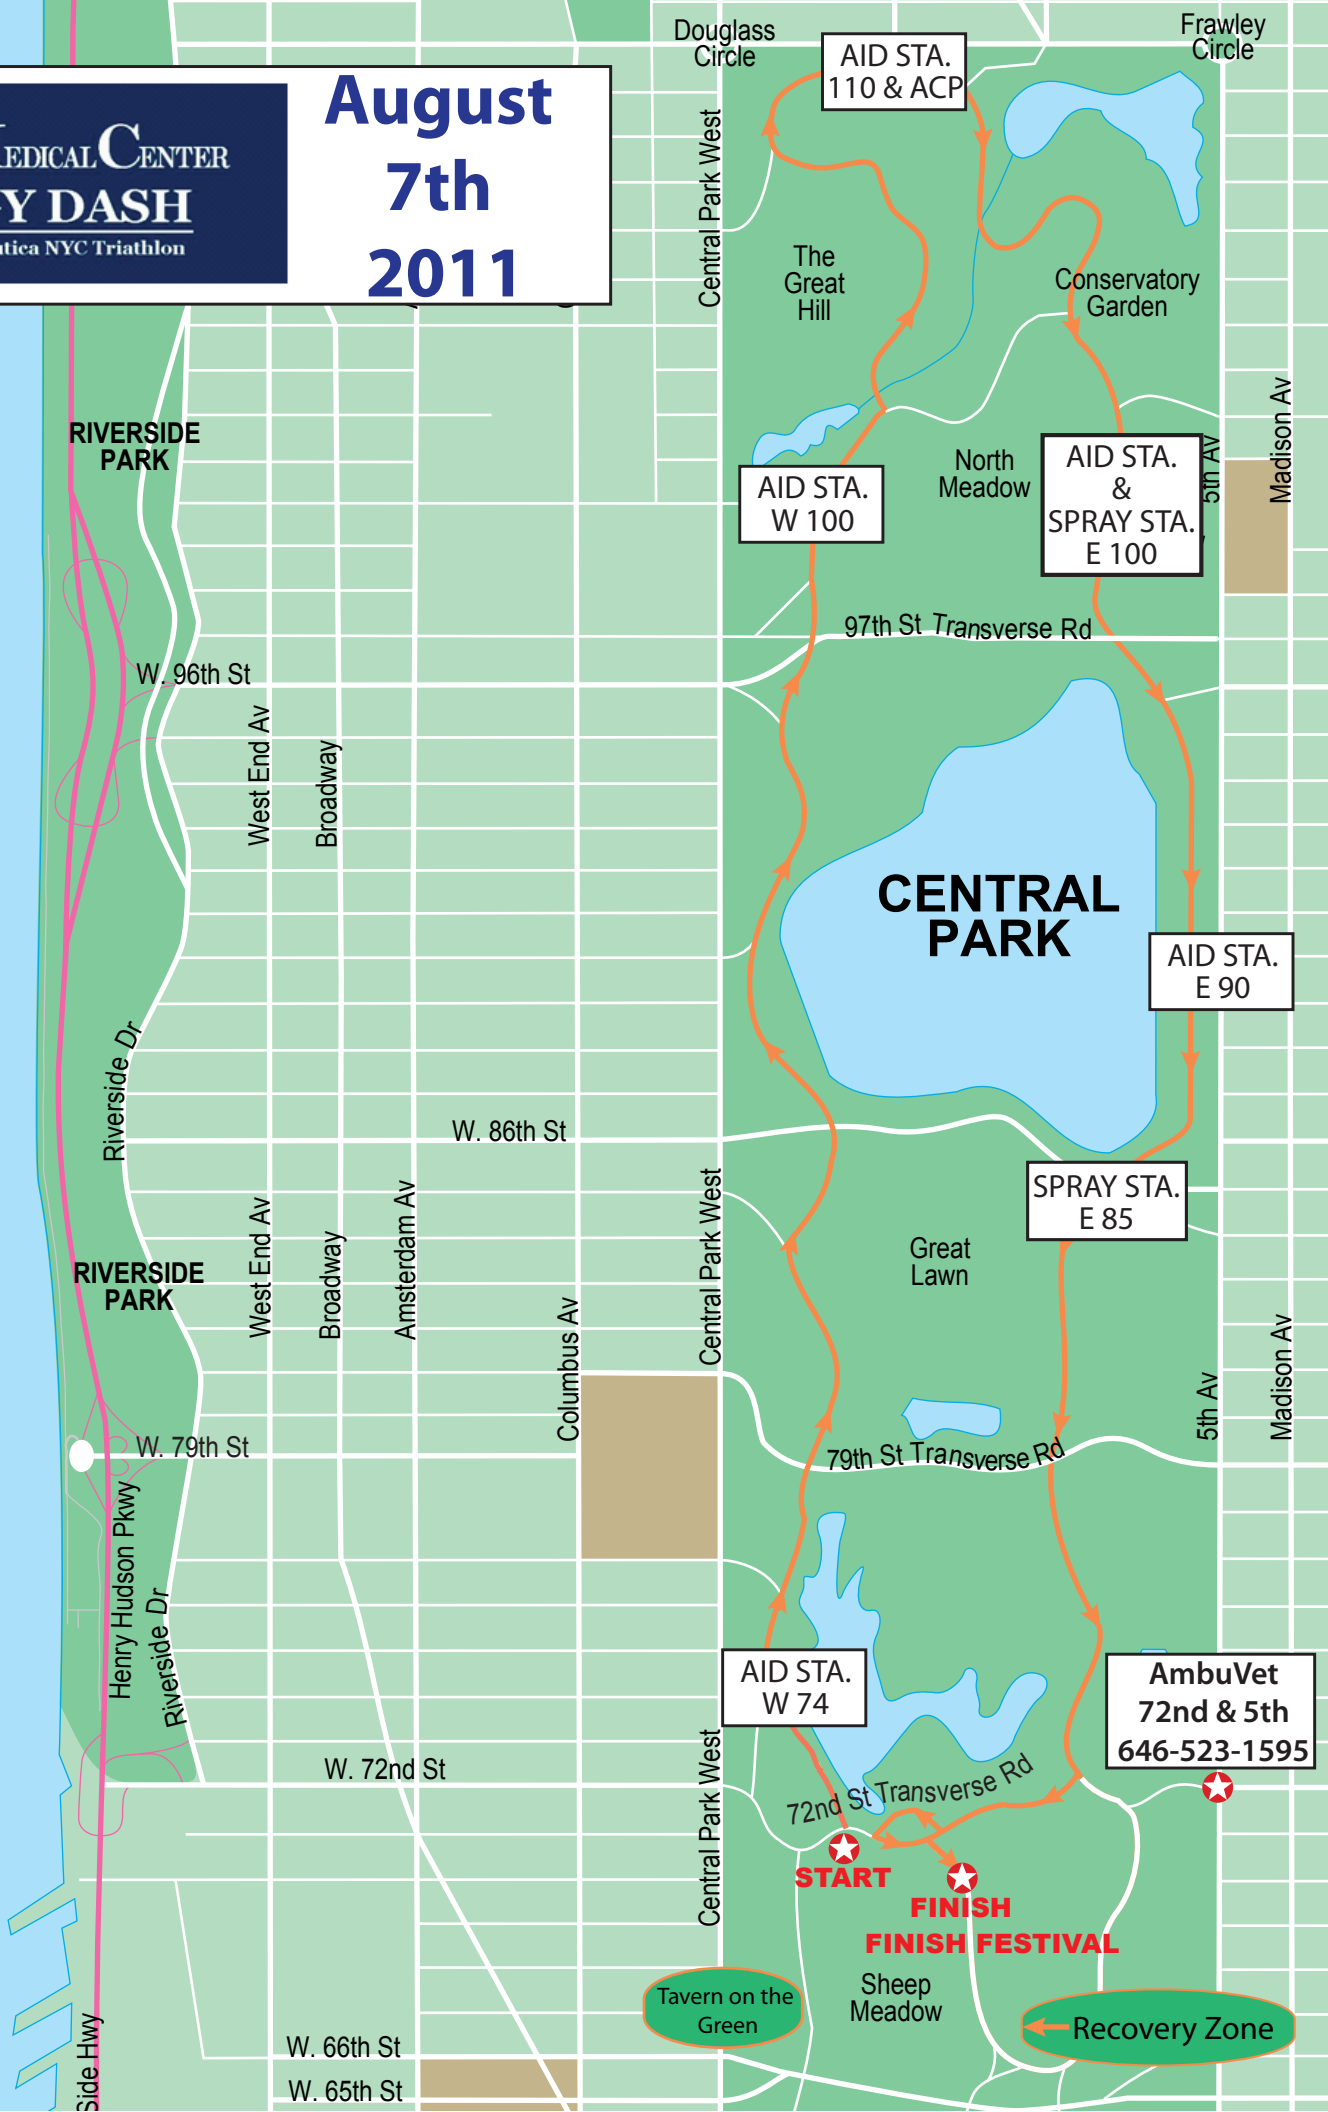 Douglass
Circle
Frawley
Circle
AID STA.
110 & ACP
August
7th
2011
MEDICAL CENTER
Y DASH
utica NYC Triathlon
Central Park West
The
Great
Hill
Conservatory
Garden
RIVERSIDE
PARK
North
Meadow
AID STA.
&
SPRAY STA.
E 100
5th Av
Madison Av
AID STA.
W 100
97th St Transverse Rd
W. 96th St
West End Av
Broadway
CENTRAL
PARK
AID STA.
E 90
Riverside Dr
W. 86th St
SPRAY STA.
E 85
Central Park West
Great
Lawn
RIVERSIDE
PARK
West End Av
Broadway
Amsterdam Av
Columbus Av
5th Av
Madison Av
W. 79th St
79th St Transverse Rd
Henry Hudson Pkwy
Riverside Dr
AID STA.
W 74
AmbuVet
72nd & 5th
646-523-1595
W. 72nd St
Central Park West
72nd St Transverse Rd
START
FINISH
FINISH FESTIVAL
Sheep
Meadow
Tavern on the
Green
Recovery Zone
Side Hwy
W. 66th St
W. 65th St